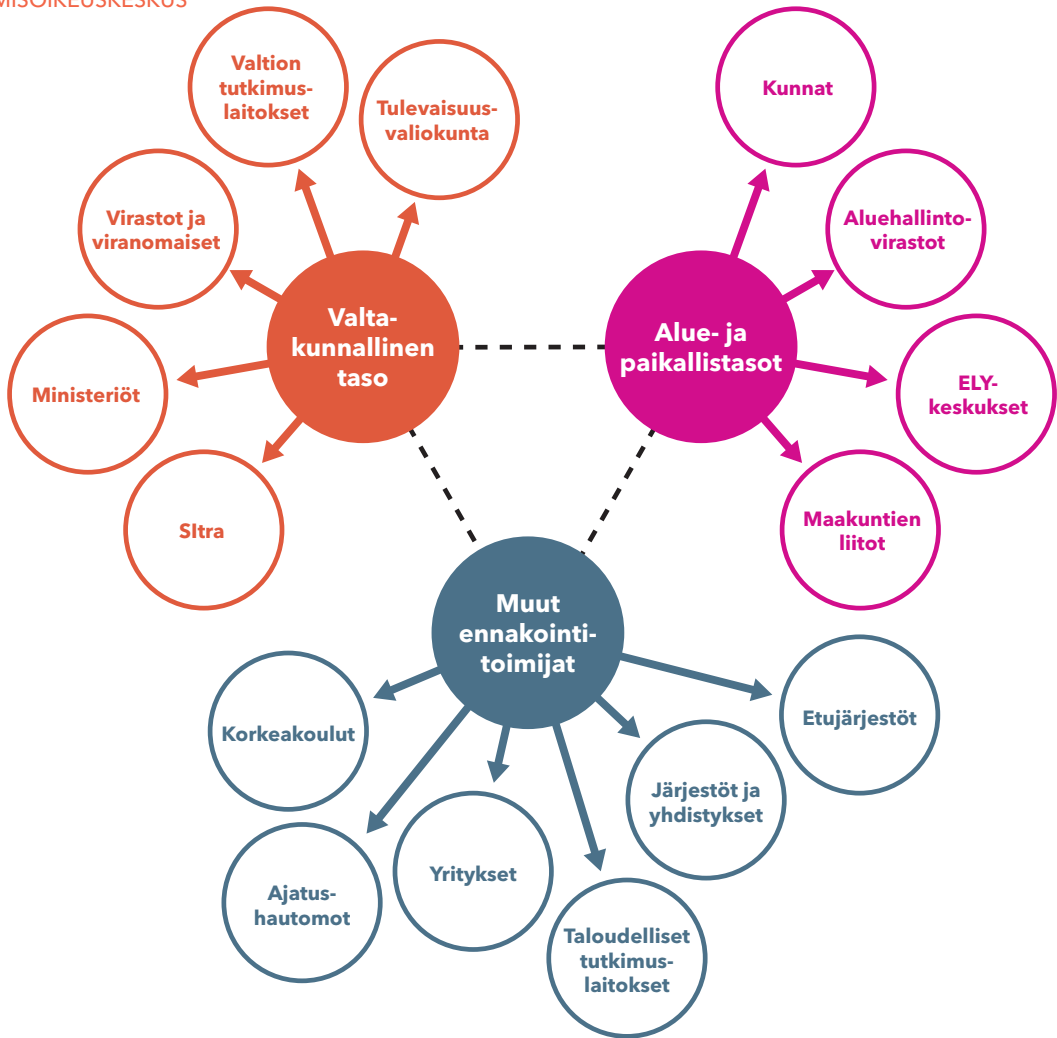 MISOIKEUSKESKUS
Valtion
tutkimus-
laitokset
Tulevaisuus-
valiokunta
Virastot ja
viranomaiset
Ministeriöt
SItra
Valta-
kunnallinen
taso
Kunnat
Aluehallinto-
virastot
ELY-
keskukset
Maakuntien
liitot
Alue- ja
paikallistasot
Muut
ennakointi-
toimijat
Korkeakoulut
Ajatus-
hautomot
Yritykset
Taloudelliset
tutkimus-
laitokset
Järjestöt ja
yhdistykset
Etujärjestöt